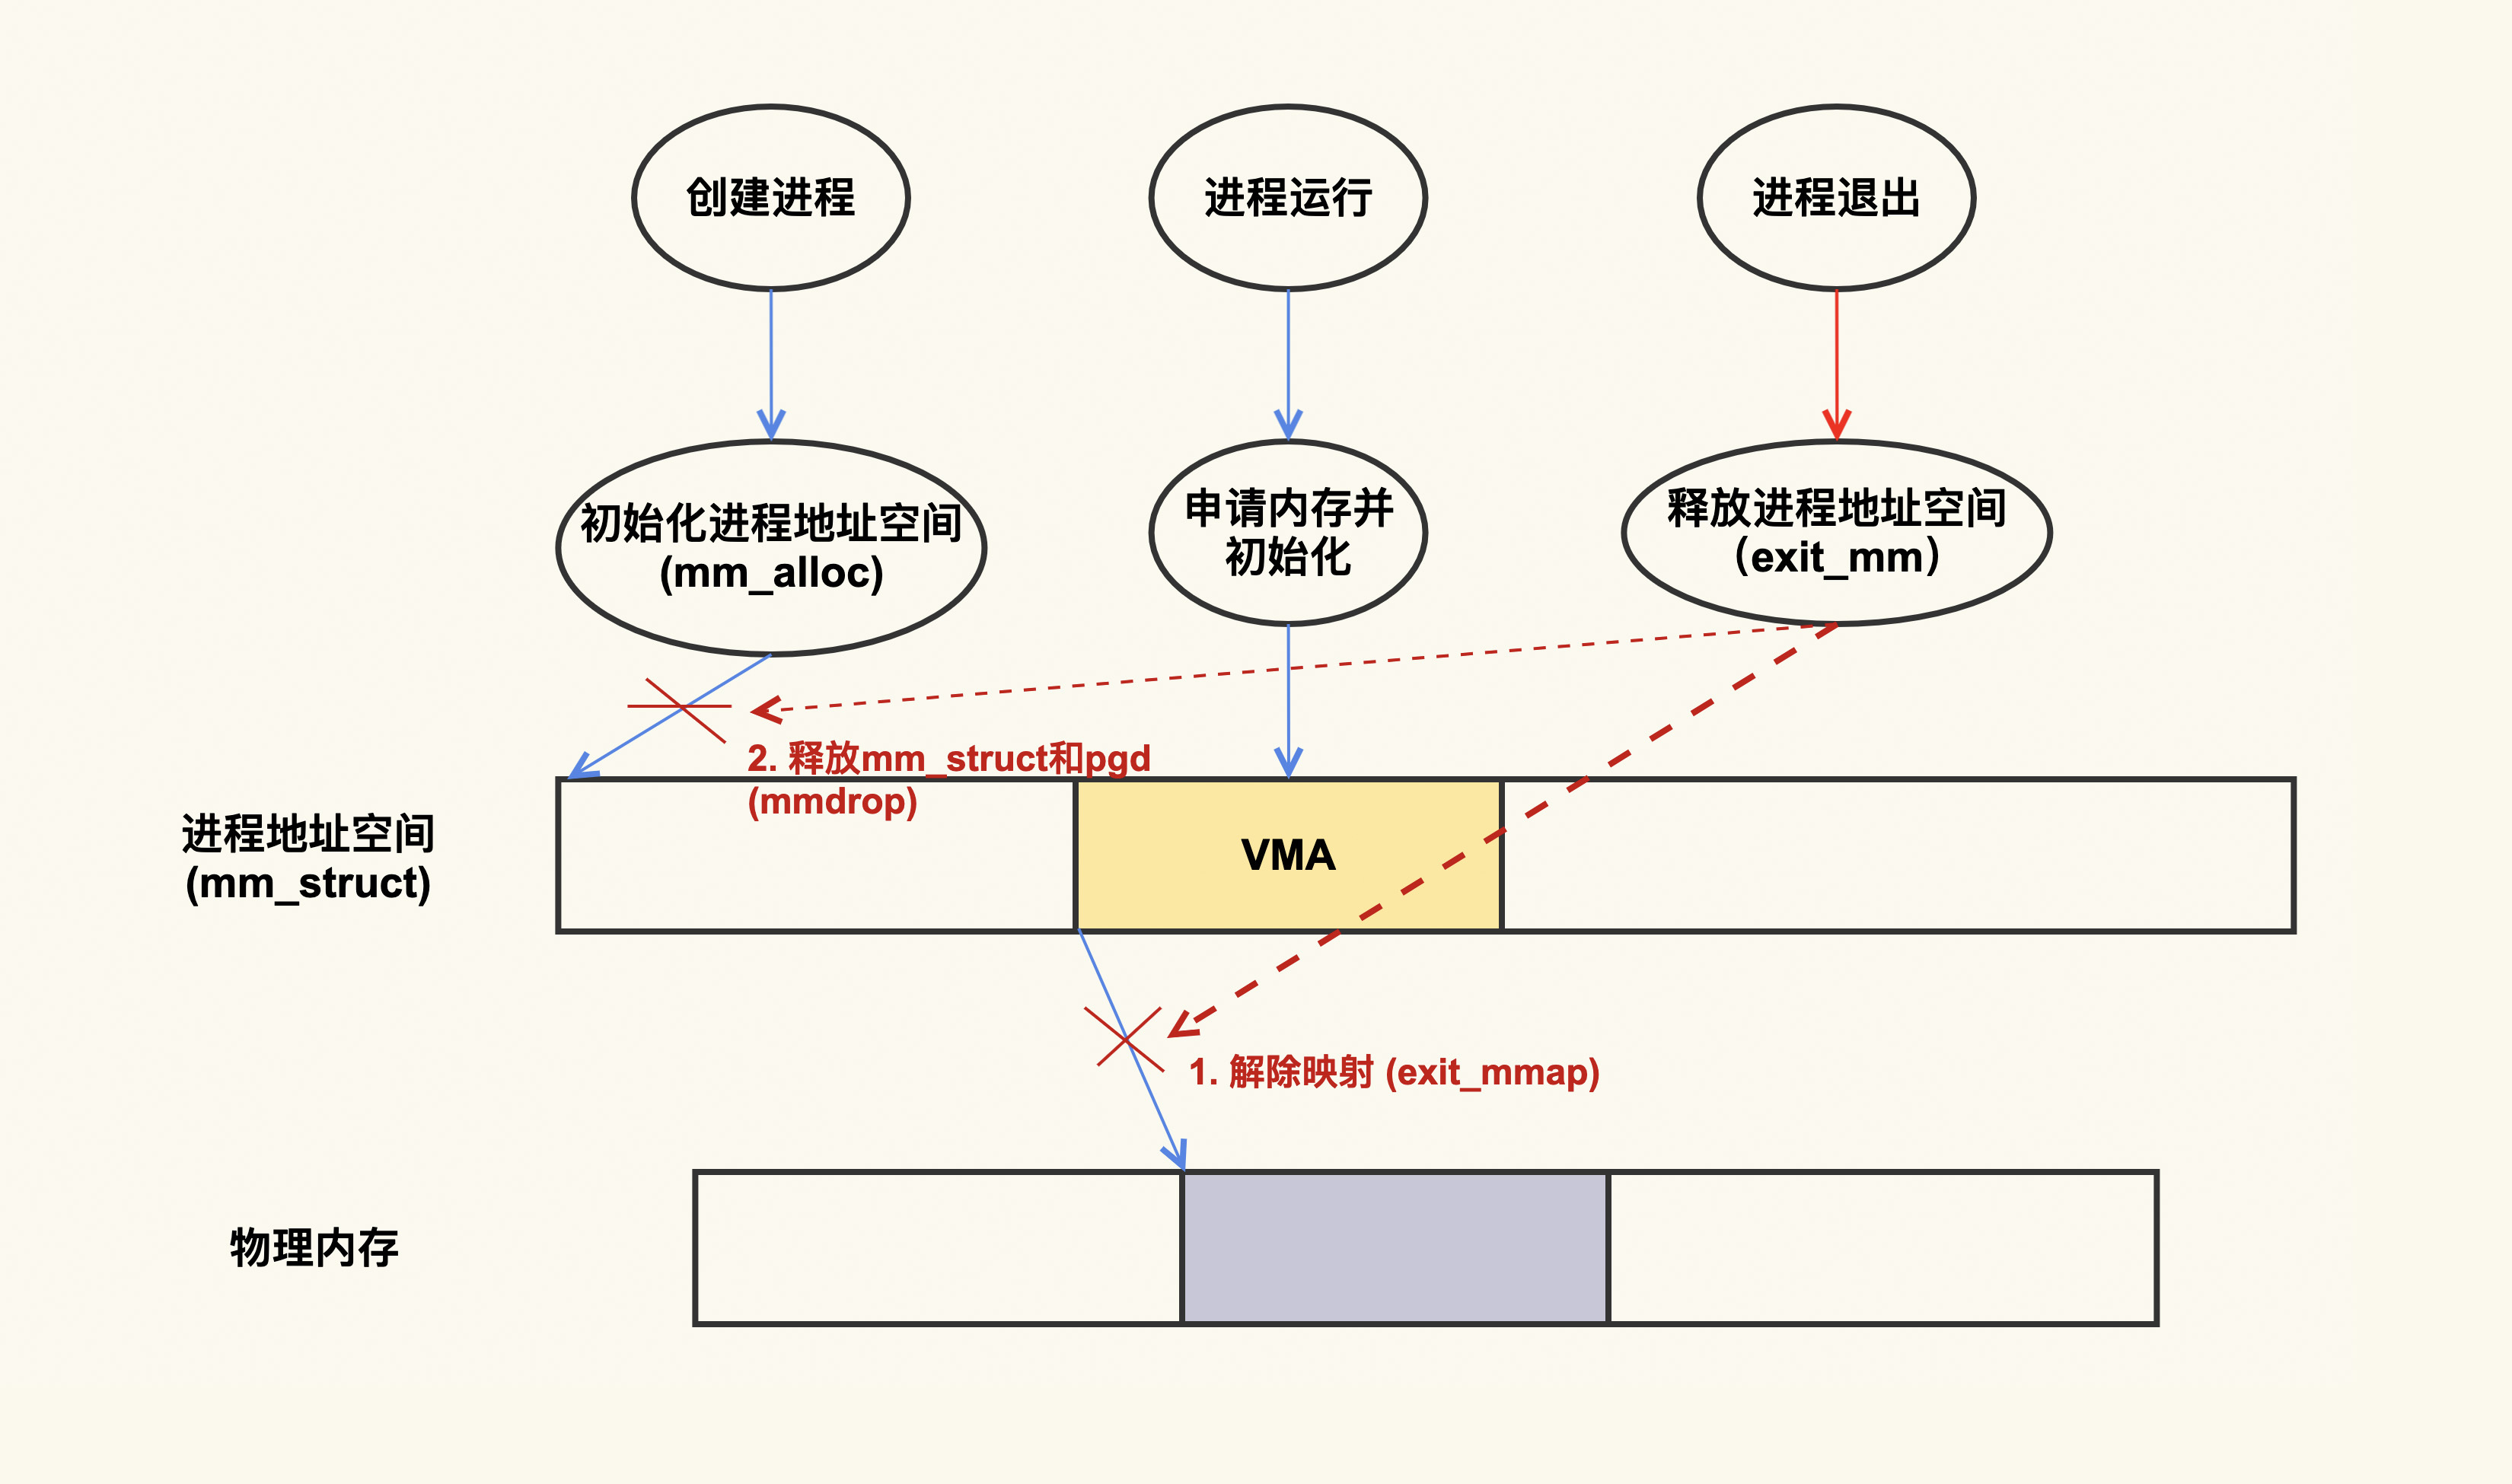 创建进程
进程运行
进程退出
初始化进程地址空间
(mm_alloc)
申请内存并
初始化
释放进程地址空间
（exit_mm）
2. 释放mm_struct和pgd
(mmdrop)
进程地址空间
(mm_struct)
VMA
1. 解除映射 (exit_mmap)
物理内存